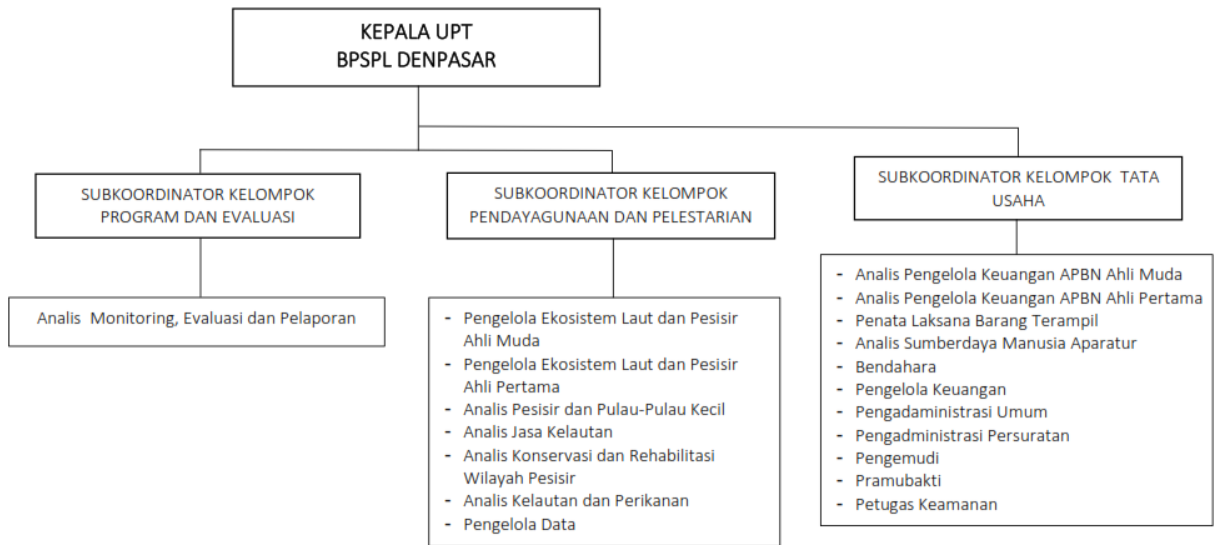 KEPALA UPT
BPSPL DENPASAR
SUBKOORDINATOR KELOMPOK
PROGRAM DAN EVALUASI
SUBKOORDINATOR KELOMPOK
PENDAYAGUNAAN DAN PELESTARIAN
SUBKOORDINATOR KELOMPOK TATA
USAHA
Analis Monitoring, Evaluasi dan Pelaporan
- Pengelola Ekosistem Laut dan Pesisir
Ahli Muda
- Pengelola Ekosistem Laut dan Pesisir
Ahli Pertama
- Analis Pesisir dan Pulau-Pulau Kecil
- Analis Jasa Kelautan
- Analis Konservasi dan Rehabilitasi
Wilayah Pesisir
- Analis Kelautan dan Perikanan
- Pengelola Data
- Analis Pengelola Keuangan APBN Ahli Muda
- Analis Pengelola Keuangan APBN Ahli Pertama
- Penata Laksana Barang Terampil
- Analis Sumberdaya Manusia Aparatur
- Bendahara
- Pengelola Keuangan
- Pengadaministrasi Umum
- Pengadministrasi Persuratan
- Pengemudi
- Pramubakti
- Petugas Keamanan